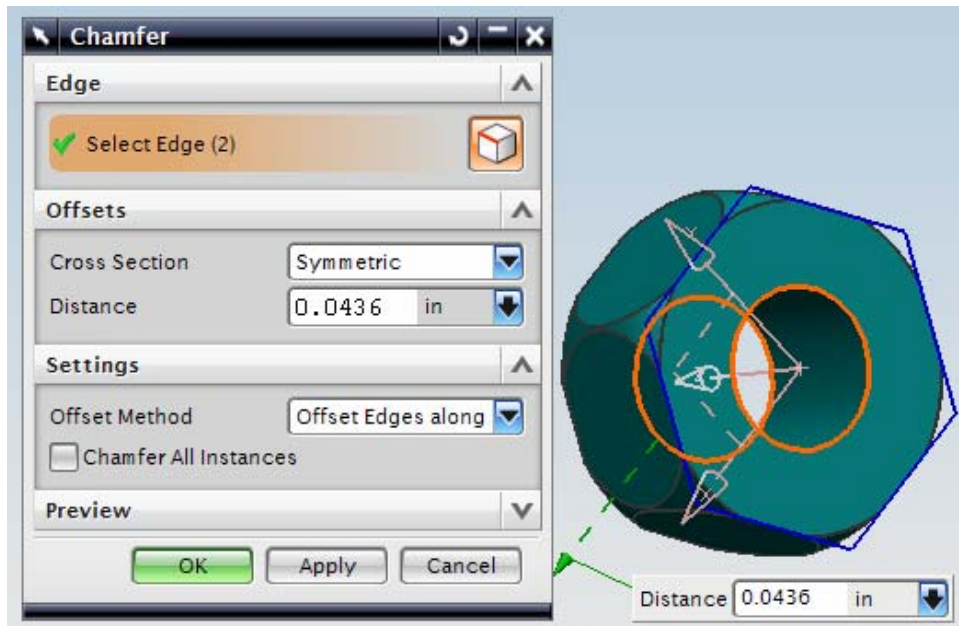 Chamfer
Edge
Select Edge (2)
Offsets
Cross Section Symmetric
Distance 0.0436 in
Settings
Offset Method Offset Edges along
Chamfer All Instances
Preview
OK Apply Cancel
Distance 0.0436 in